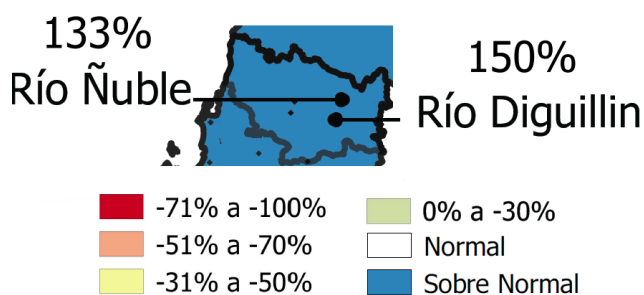 133%
Río Ñuble
150%
Río Diguillin
-71% a -100%
-51% a -70%
-31% a -50%
0% a -30%
Normal
Sobre Normal